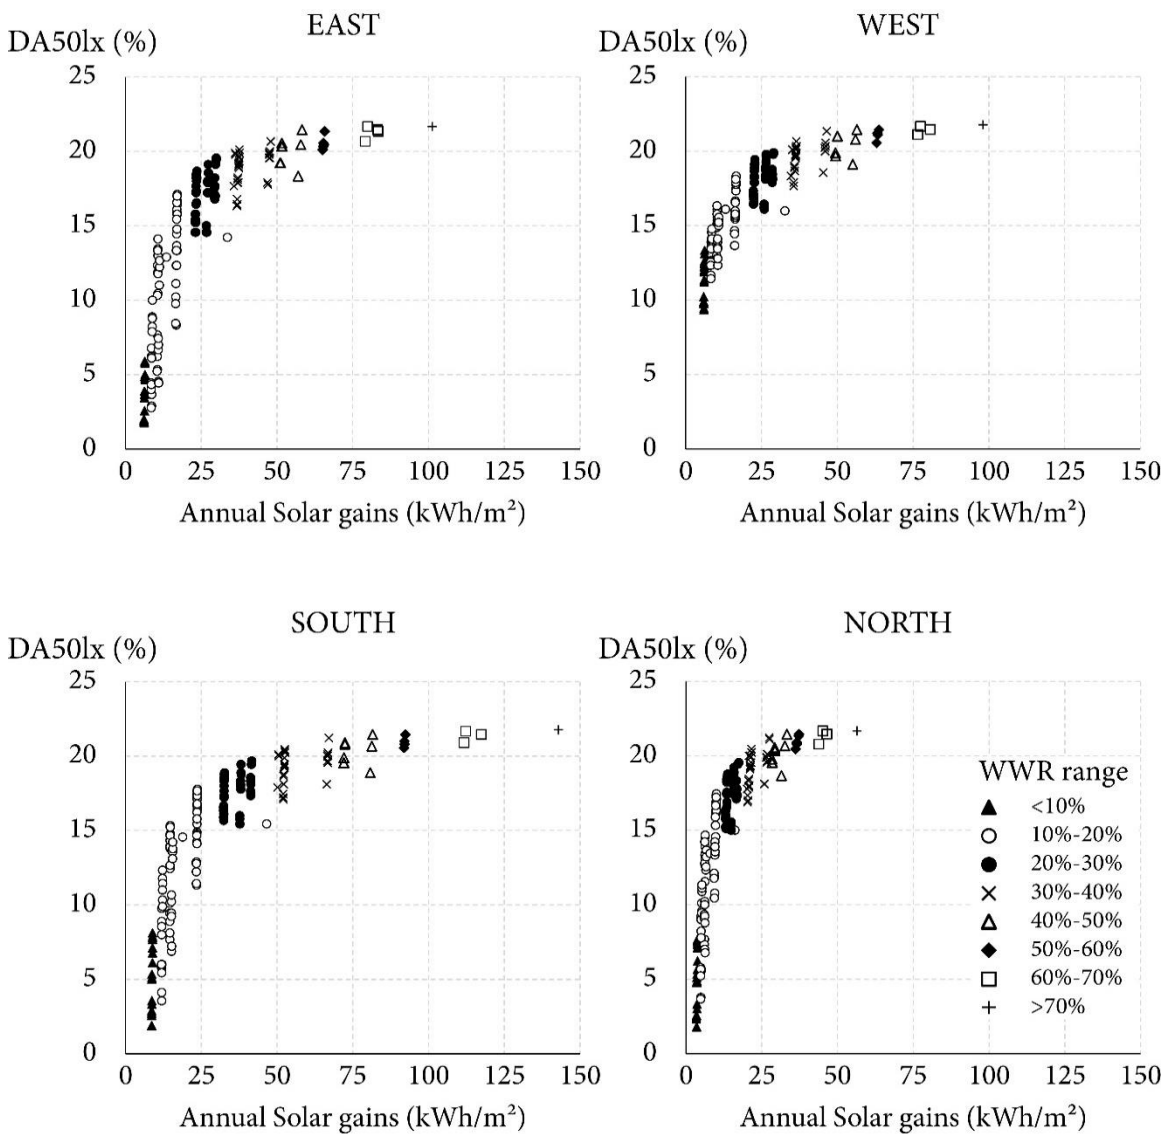 EAST
DA50lx (%)
25
20
15
10
5
0
0 25 50 75 100 125 150
Annual Solar gains (kWh/m²)
WEST
DA50lx (%)
25
20
15
10
5
0
0 25 50 75 100 125 150
Annual Solar gains (kWh/m²)
SOUTH
DA50lx (%)
25
20
15
10
5
0
0 25 50 75 100 125 150
Annual Solar gains (kWh/m²)
NORTH
DA50lx (%)
25
20
15
10
5
0
0 25 50 75 100 125 150
Annual Solar gains (kWh/m²)
WWR range
<10%
10%-20%
20%-30%
30%-40%
40%-50%
50%-60%
60%-70%
>70%